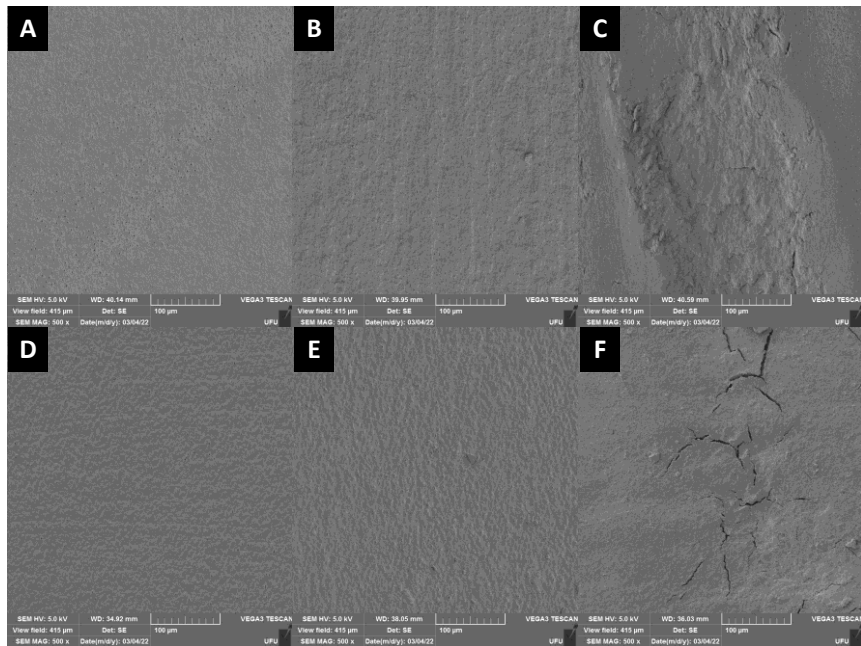 A
B
C
SEM HV: 5.0 kV WD: 40.14 mm VEGA3 TESCAN
View field: 415 µm Det: SE 100 µm
SEM MAG: 500 x Date(m/d/y): 03/04/22 UFU
SEM HV: 5.0 kV WD: 39.95 mm VEGA3 TESCAN
View field: 415 µm Det: SE 100 µm
SEM MAG: 500 x Date(m/d/y): 03/04/22 UFU
SEM HV: 5.0 kV WD: 40.59 mm VEGA3 TESCAN
View field: 415 µm Det: SE 100 µm
SEM MAG: 500 x Date(m/d/y): 03/04/22 UFU
D
E
F
SEM HV: 5.0 kV WD: 34.92 mm VEGA3 TESCAN
View field: 415 µm Det: SE 100 µm
SEM MAG: 500 x Date(m/d/y): 03/04/22 UFU
SEM HV: 5.0 kV WD: 38.05 mm VEGA3 TESCAN
View field: 415 µm Det: SE 100 µm
SEM MAG: 500 x Date(m/d/y): 03/04/22 UFU
SEM HV: 5.0 kV WD: 36.03 mm VEGA3 TESCAN
View field: 415 µm Det: SE 100 µm
SEM MAG: 500 x Date(m/d/y): 03/04/22 UFU